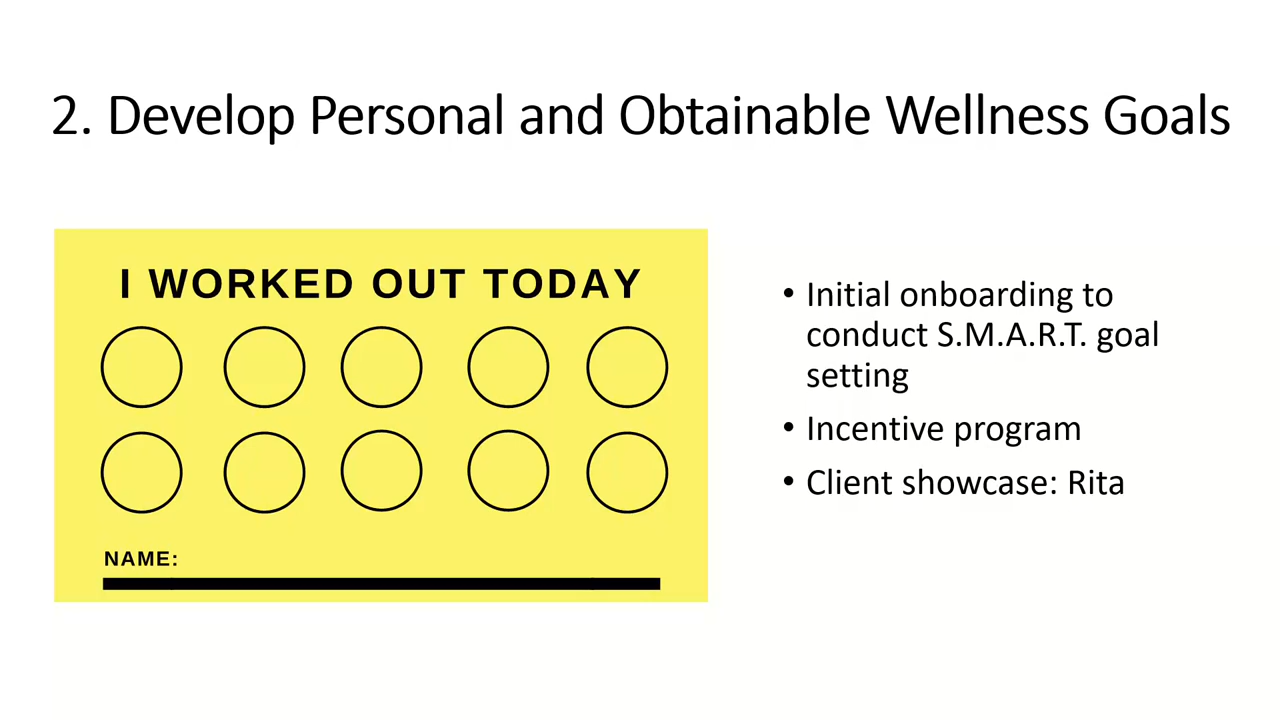 2. Develop Personal and Obtainable Wellness Goals
I WORKED OUT TODAY
NAME:
• Initial onboarding to
conduct S.M.A.R.T. goal
setting
• Incentive program
• Client showcase: Rita